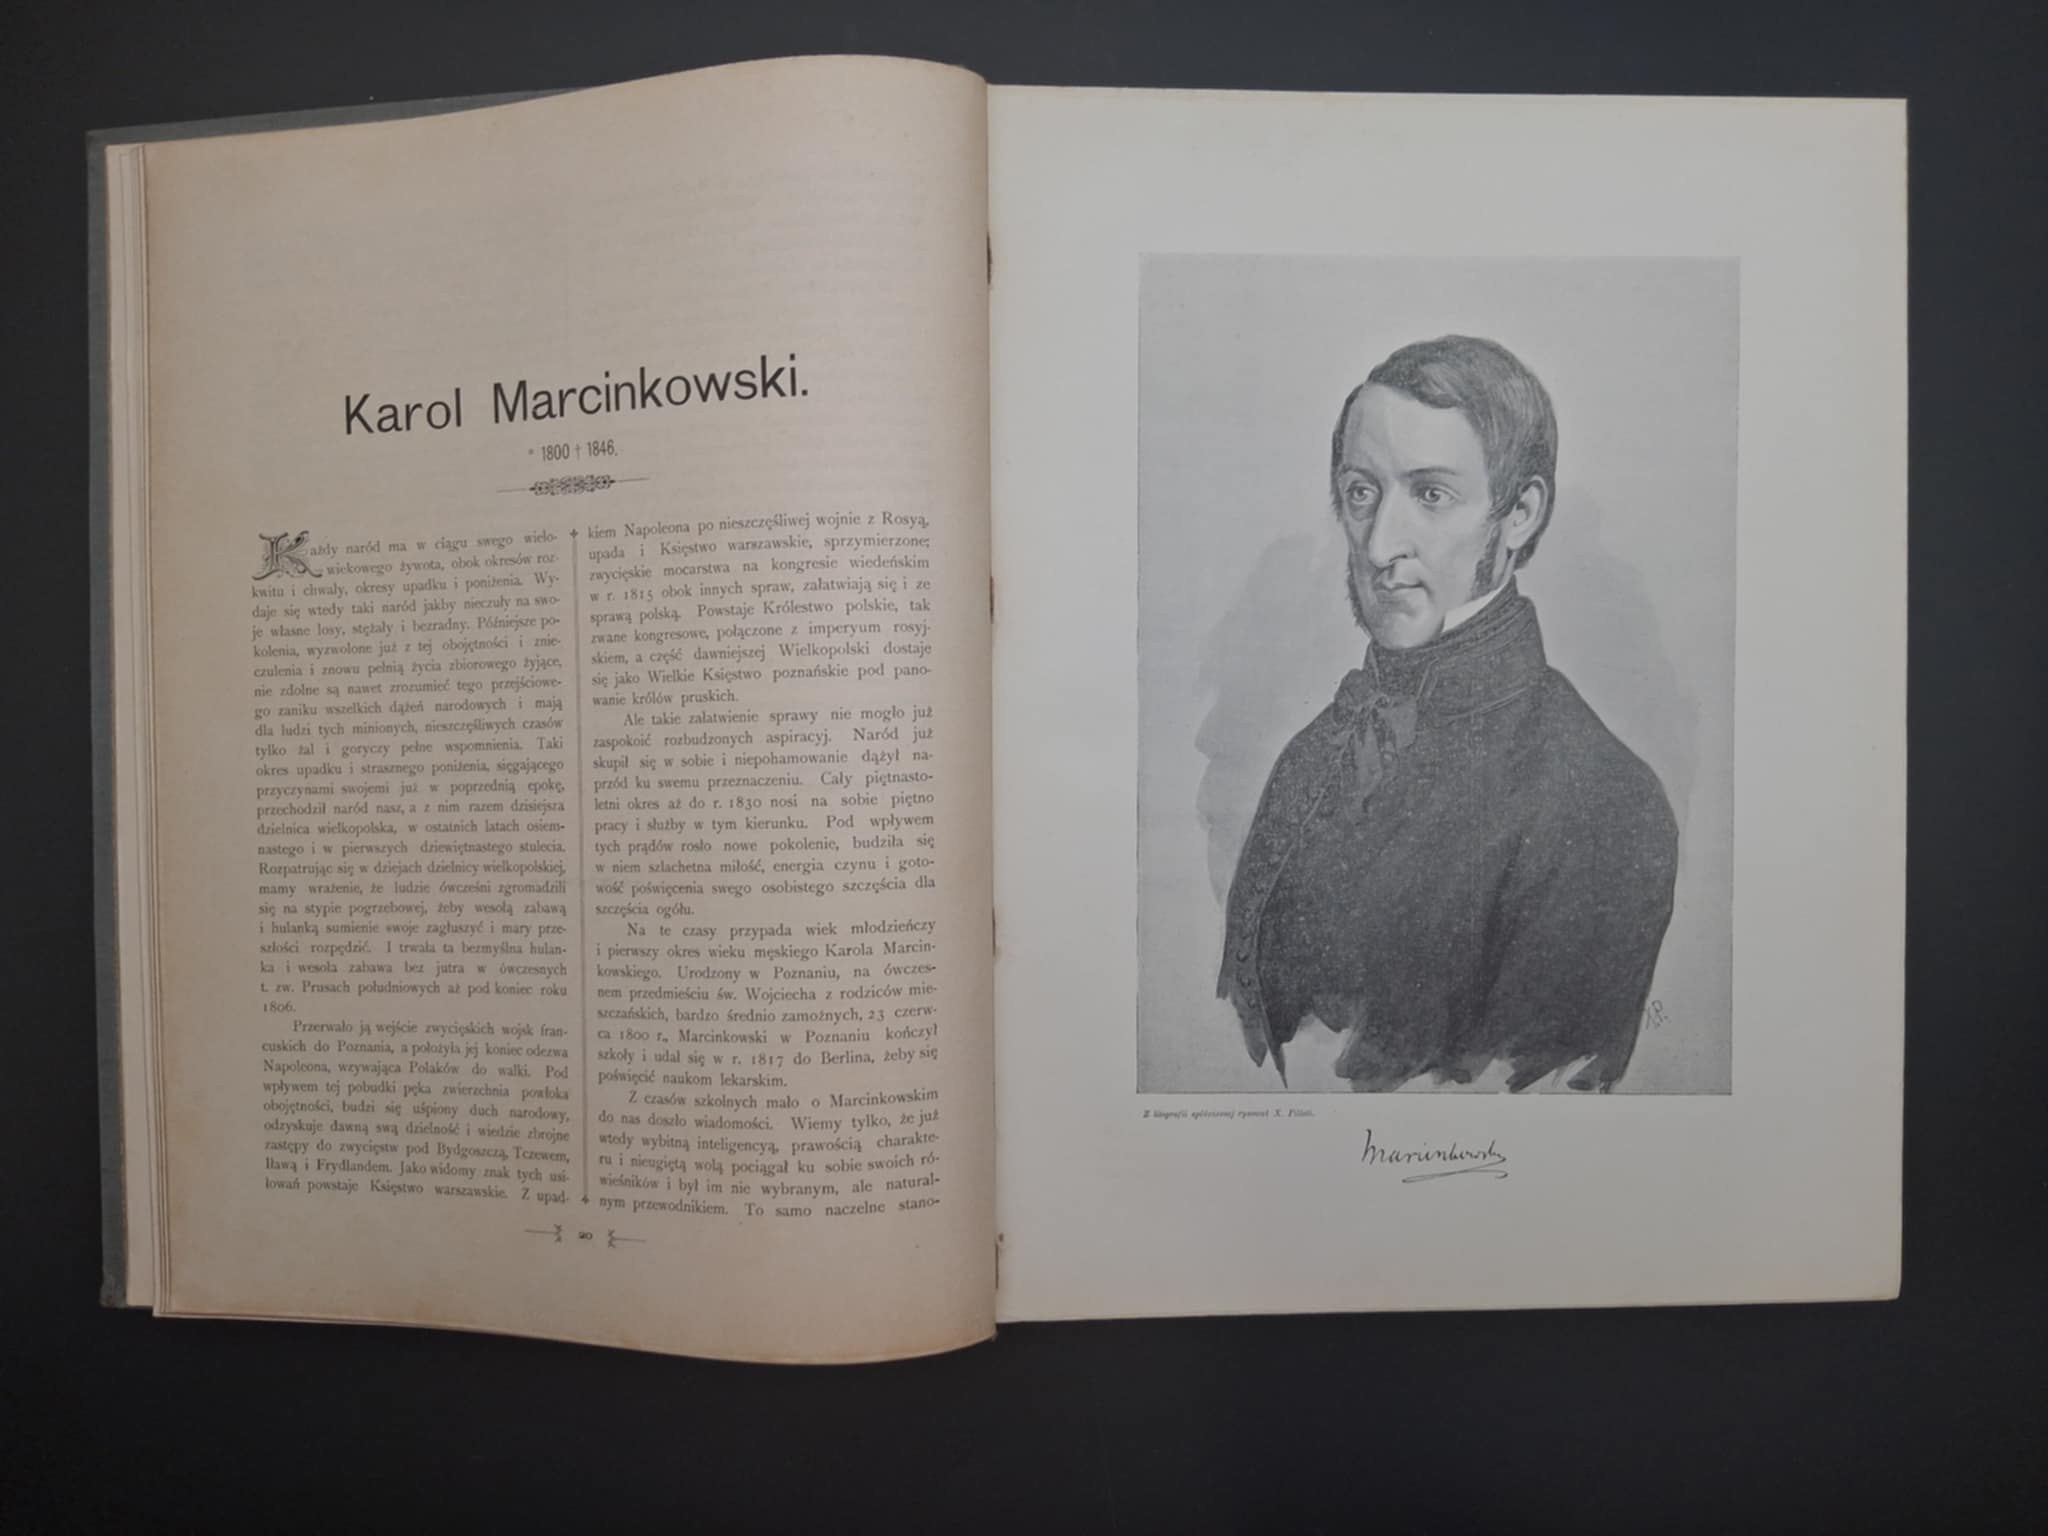 Karol Marcinkowski.
* 1800 † 1846.
Każdy naród ma w ciągu swego wielo-
wiekowego żywota, obok okresów roz-
kwitu i chwały, okresy upadku i poniżenia. Wy-
daje się wtedy taki naród jakby nieczuły na swo-
je własne losy, stężały i bezradny. Późniejsze po-
kolenia, wyzwolone już z tej obojętności i znie-
czulenia i znowu pełnią życia zbiorowego żyjące,
nie zdolne są nawet zrozumieć tego przejściowe-
go zaniku wszelkich dążeń narodowych i mają
dla ludzi tych minionych, nieszczęśliwych czasów
tylko żal i goryczy pełne wspomnienia. Taki
okres upadku i strasznego poniżenia, sięgającego
przyczynami swojemi już w poprzednią epokę,
przechodził naród nasz, a z nim razem dzisiejsza
dzielnica wielkopolska, w ostatnich latach osiem-
nastego i w pierwszych dziewiętnastego stulecia.
Rozpatrując się w dziejach dzielnicy wielkopolskiej,
mamy wrażenie, że ludzie ówcześni zgromadzili
się na stypie pogrzebowej, żeby wesołą zabawą
i hulanką sumienie swoje zagłuszyć i mary prze-
szłości rozpędzić. I trwała ta bezmyślna hulan-
ka i wesoła zabawa bez jutra w ówczesnych
t. zw. Prusach południowych aż pod koniec roku
1806.
Przerwało ją wejście zwycięskich wojsk fran-
cuskich do Poznania, a położyła jej koniec odezwa
Napoleona, wzywająca Polaków do walki. Pod
wpływem tej pobudki pęka zwierzchnia powłoka
obojętności, budzi się uśpiony duch narodowy,
odzyskuje dawną swą dzielność i wiedzie zbrojne
zastępy do zwycięstw pod Bydgoszczą, Tczewem,
Iławą i Frydlandem. Jako widomy znak tych usi-
łowań powstaje Księstwo warszawskie. Z upad-
kiem Napoleona po nieszczęśliwej wojnie z Rosyą,
upada i Księstwo warszawskie, sprzymierzone;
zwycięskie mocarstwa na kongresie wiedeńskim
w r. 1815 obok innych spraw, załatwiają się i ze
sprawą polską. Powstaje Królestwo polskie, tak
zwane kongresowe, połączone z imperyum rosyj-
skiem, a część dawniejszej Wielkopolski dostaje
się jako Wielkie Księstwo poznańskie pod pano-
wanie królów pruskich.
Ale takie załatwienie sprawy nie mogło już
zaspokoić rozbudzonych aspiracyj. Naród już
skupił się w sobie i niepohamowanie dążył na-
przód ku swemu przeznaczeniu. Cały piętnasto-
letni okres aż do r. 1830 nosi na sobie piętno
pracy i służby w tym kierunku. Pod wpływem
tych prądów rosło nowe pokolenie, budziła się
w niem szlachetna miłość, energia czynu i goto-
wość poświęcenia swego osobistego szczęścia dla
szczęścia ogółu.
Na te czasy przypada wiek młodzieńczy
i pierwszy okres wieku męskiego Karola Marcin-
kowskiego. Urodzony w Poznaniu, na ówczes-
nem przedmieściu św. Wojciecha z rodziców mie-
szczańskich, bardzo średnio zamożnych, 23 czerw-
ca 1800 r., Marcinkowski w Poznaniu kończył
szkoły i udał się w r. 1817 do Berlina, żeby się
poświęcić naukom lekarskim.
Z czasów szkolnych mało o Marcinkowskim
do nas doszło wiadomości. Wiemy tylko, że już
wtedy wybitną inteligencyą, prawością charakte-
ru i nieugiętą wolą pociągał ku sobie swoich ró-
wieśników i był im nie wybranym, ale natural-
nym przewodnikiem. To samo naczelne stano-
20
XP.
Z litografii spółczesnej rysował X. Pillati.
Marcinkowski